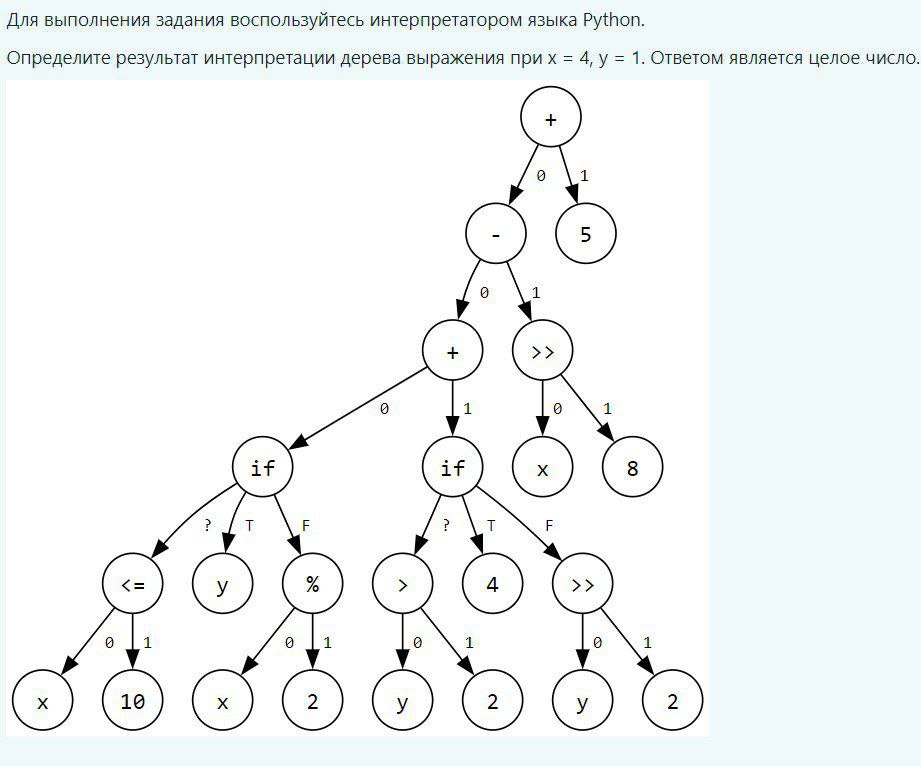 Для выполнения задания воспользуйтесь интерпретатором языка Python.
Определите результат интерпретации дерева выражения при x = 4, y = 1. Ответом является целое число.
+
0 1
- 5
0 1
+ >>
0 1 0 1
if if x 8
? T F ? T F
<= y % > 4 >>
0 1 0 1 0 1 0 1
x 10 x 2 y 2 y 2